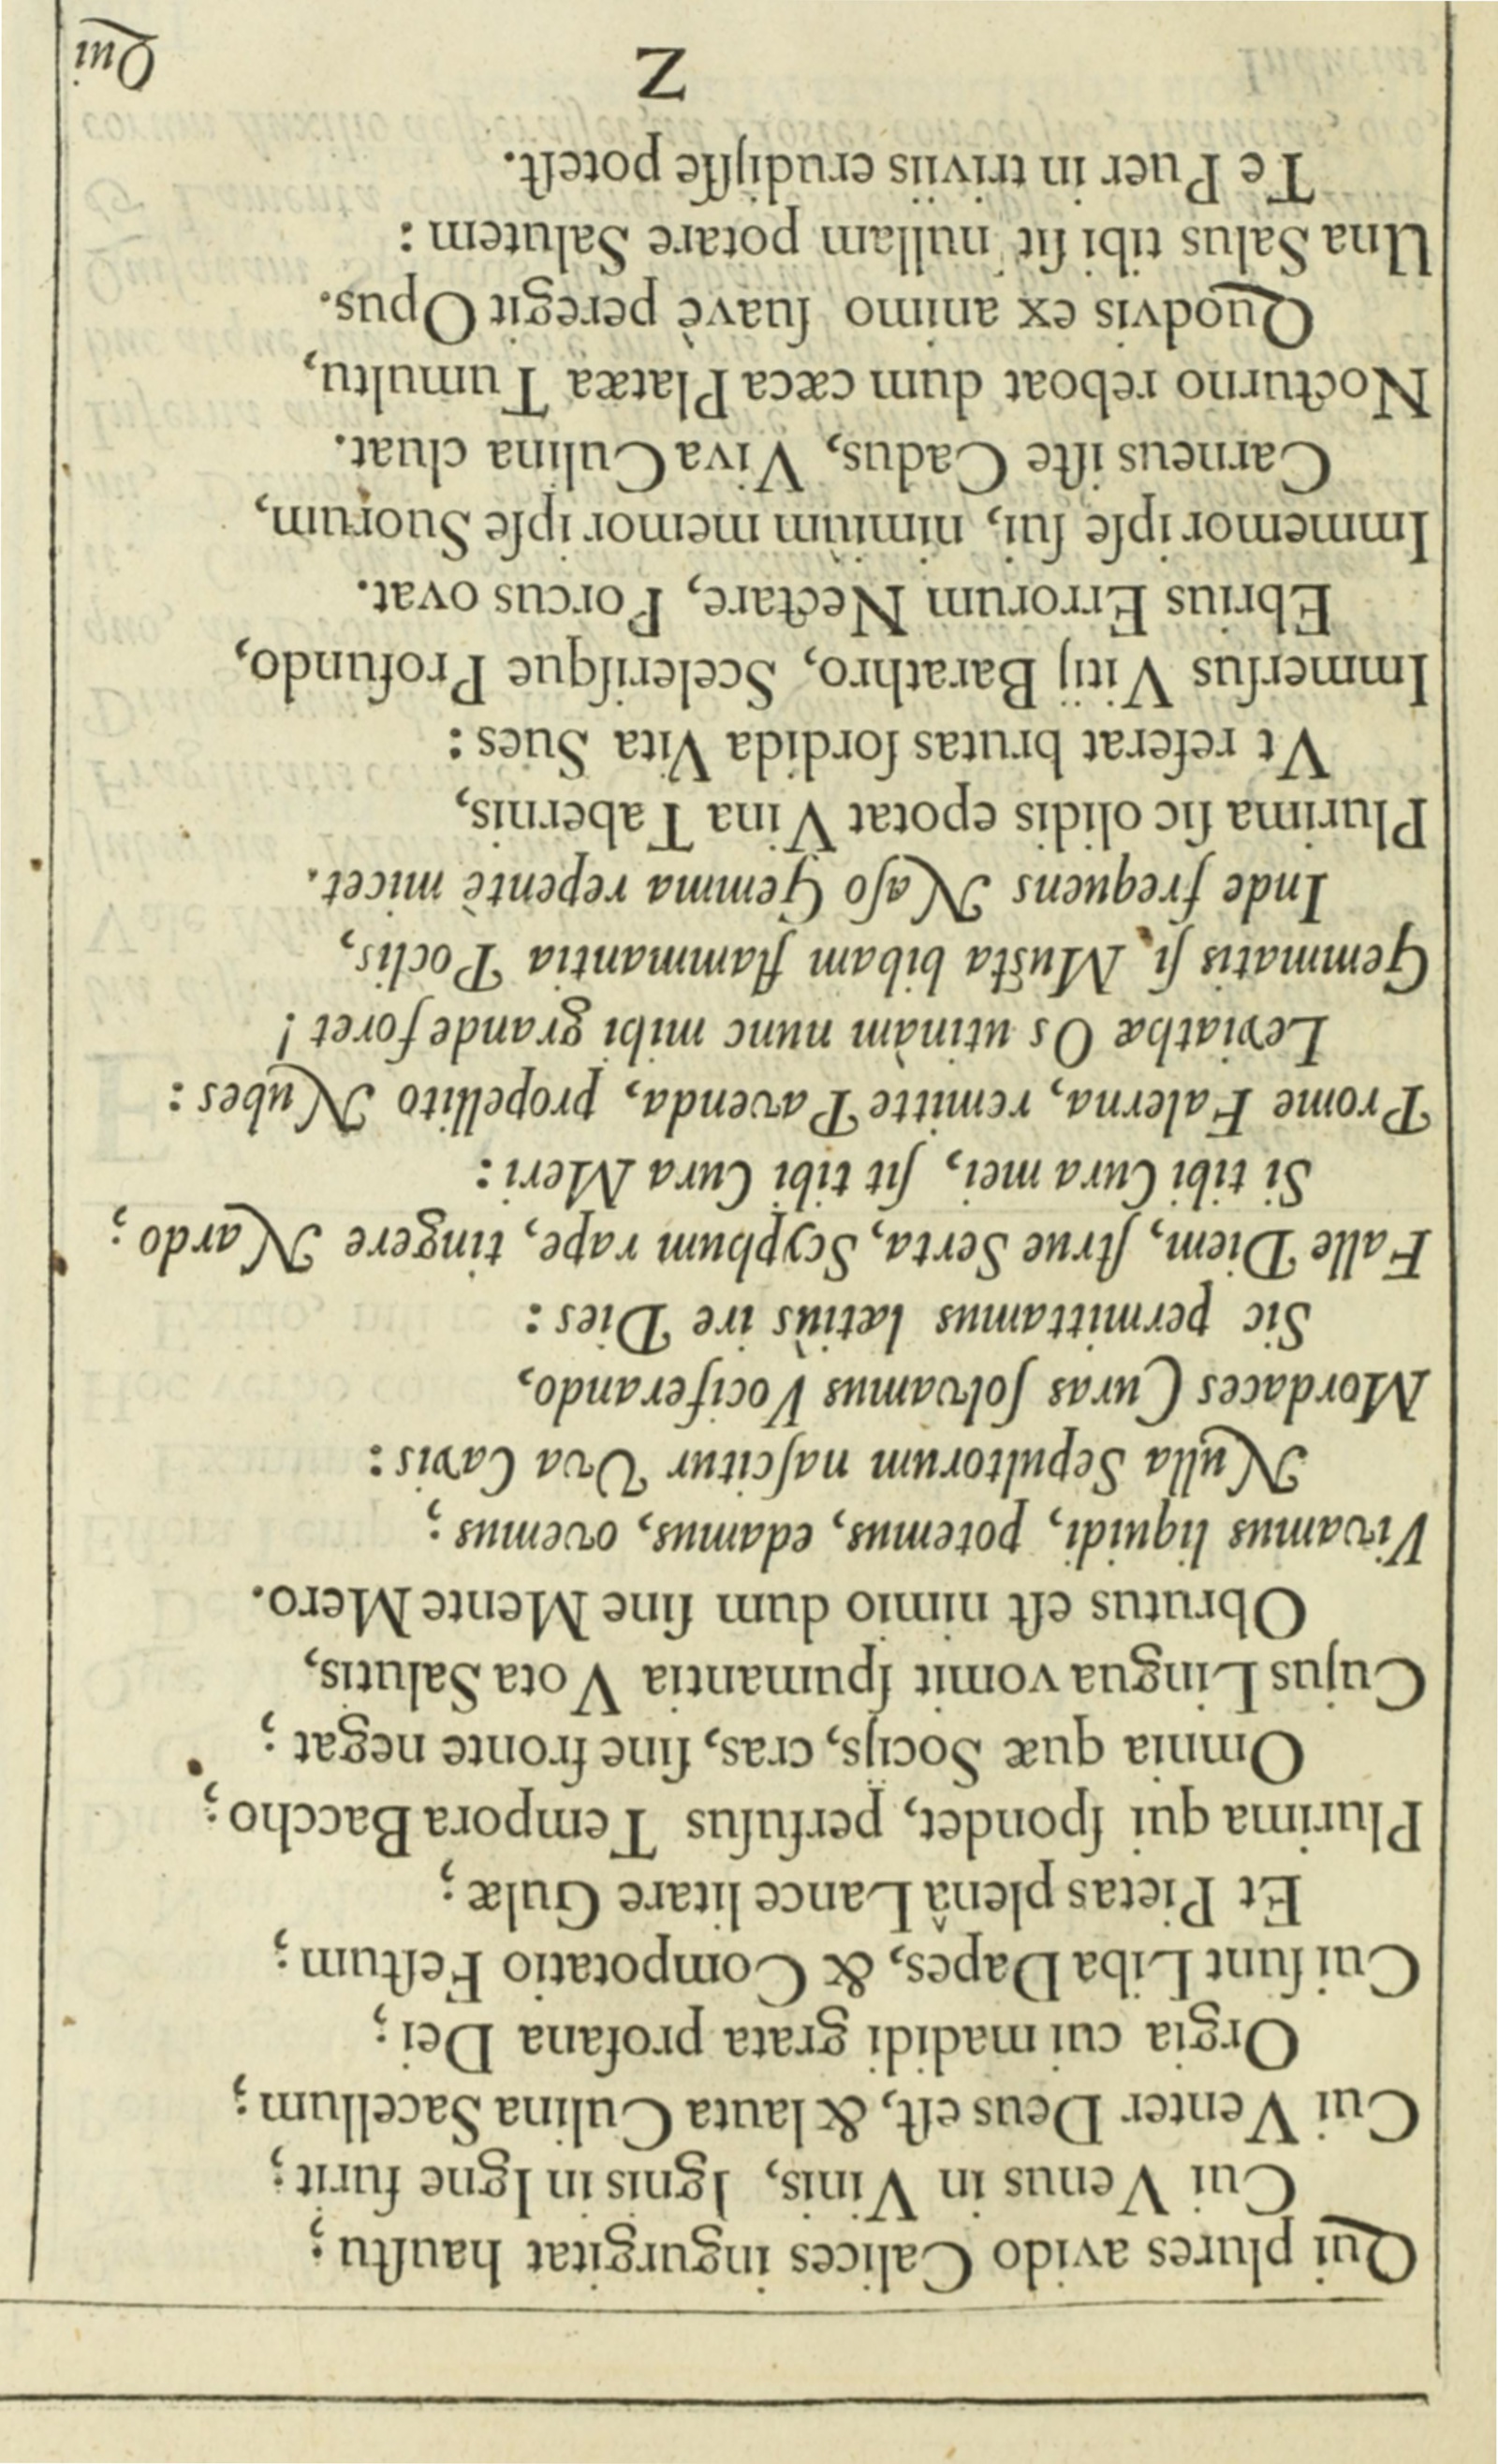 Qui plures avido Calices ingurgitat hauſtu;
Cui Venus in Vinis, Ignis in Igne furit;
Cui Venter Deus eſt, & lauta Culina Sacellum;
Orgia cui madidi grata profana Dei;
Cui ſunt Liba Dapes, & Compotatio Feſtum;
Et Pietas plenâ Lance litare Gulæ;
Plurima qui ſpondet, perfuſus Tempora Baccho;
Omnia quæ Socijs, cras, ſine fronte negat;
Cujus Lingua vomit ſpumantia Vota Salutis,
Obrutus eſt nimio dum ſine Mente Mero.
Vivamus liquidi, potemus, edamus, ovemus;
Nulla Sepultorum naſcitur Uva Cavis:
Mordaces Curas ſolvamus Vociferando,
Sic permittamus lætiùs ire Dies:
Falle Diem, ſtrue Serta, Scyphum rape, tingere Nardo;
Si tibi Cura mei, ſit tibi Cura Meri:
Prome Falerna, remitte Pavenda, propellito Nubes:
Leviathæ Os utinàm nunc mihi grande foret!
Gemmatis ſi Muſta bibam flammantia Poclis,
Inde frequens Naſo Gemma repentè micet.
Plurima ſic olidis epotat Vina Tabernis,
Vt referat brutas ſordida Vita Sues:
Immerſus Vitij Barathro, Sceleriſque Profundo,
Ebrius Errorum Nectare, Porcus ovat.
Immemor ipſe ſui, nimiùm memor ipſe Suorum,
Carneus iſte Cadus, Viva Culina cluat.
Nocturno reboat dum cæca Platæa Tumultu,
Quodvis ex animo ſuavè peregit Opus.
Una Salus tibi ſit nullam potare Salutem:
Te Puer in triviis erudijſſe poteſt.
Z
Qui